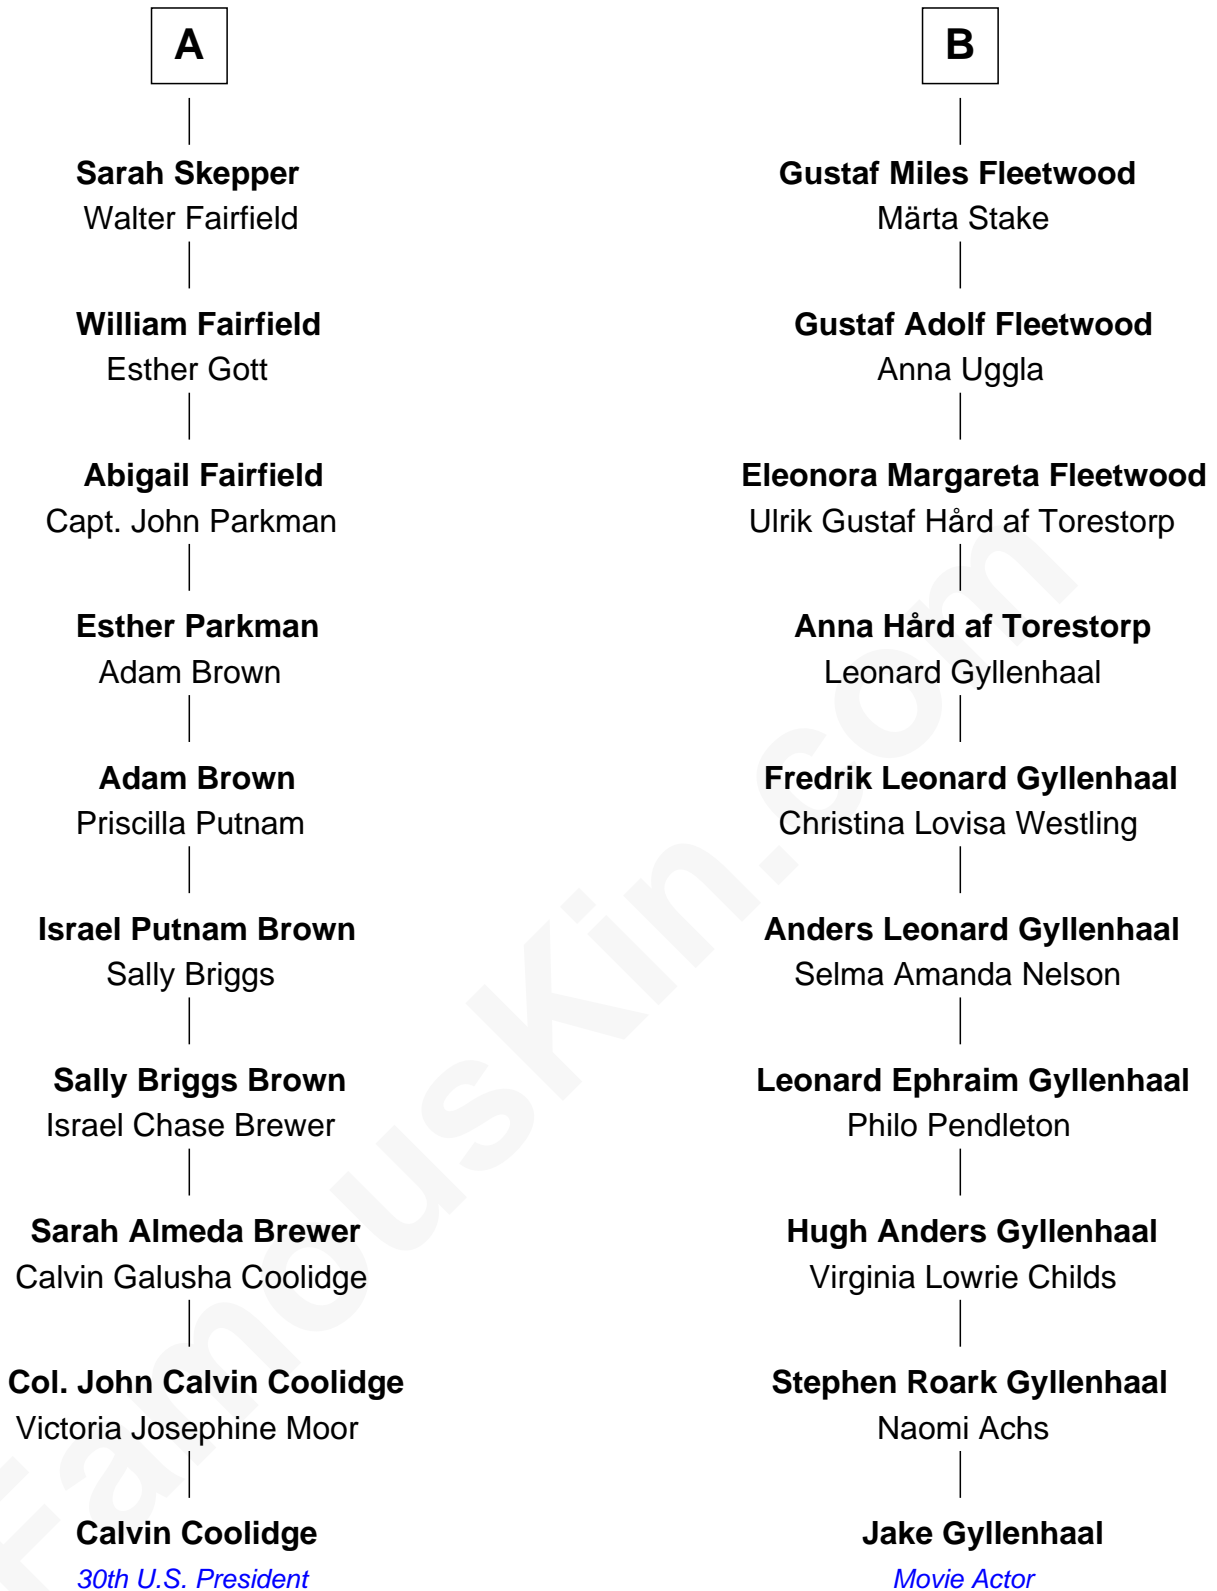 A
Sarah Skepper
Walter Fairfield
William Fairfield
Esther Gott
Abigail Fairfield
Capt. John Parkman
Esther Parkman
Adam Brown
Adam Brown
Priscilla Putnam
Israel Putnam Brown
Sally Briggs
Sally Briggs Brown
Israel Chase Brewer
Sarah Almeda Brewer
Calvin Galusha Coolidge
Col. John Calvin Coolidge
Victoria Josephine Moor
Calvin Coolidge
30th U.S. President
B
Gustaf Miles Fleetwood
Märta Stake
Gustaf Adolf Fleetwood
Anna Uggla
Eleonora Margareta Fleetwood
Ulrik Gustaf Hård af Torestorp
Anna Hård af Torestorp
Leonard Gyllenhaal
Fredrik Leonard Gyllenhaal
Christina Lovisa Westling
Anders Leonard Gyllenhaal
Selma Amanda Nelson
Leonard Ephraim Gyllenhaal
Philo Pendleton
Hugh Anders Gyllenhaal
Virginia Lowrie Childs
Stephen Roark Gyllenhaal
Naomi Achs
Jake Gyllenhaal
Movie Actor
FamousKin.com